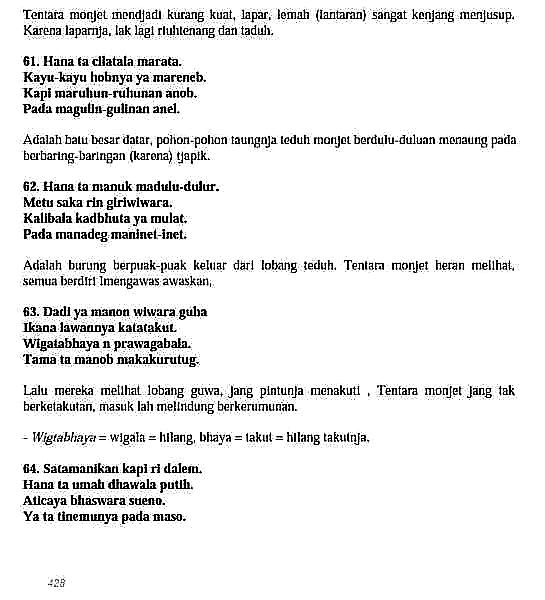 Tentara monjet mendjadi kurang kuat, lapar, lemah (lantaran) sangat kenjang menjusup.
Karena laparnja, tak lagi riuhtenang dan taduh.
61. Hana ta cilatala marata.
Kayu-kayu hobnya ya mareneb.
Kapi maruhun-ruhunan anob.
Pada magulin-gulinan anel.
Adalah batu besar datar, pohon-pohon taungnja teduh monjet berdulu-duluan menaung pada
berbaring-baringan (karena) tjapik.
62. Hana ta manuk madulu-dulur.
Metu saka rin giriwiwara.
Kalibala kadbhuta ya mulat.
Pada manadeg maninet-inet.
Adalah burung berpuak-puak keluar dari lobang teduh. Tentara monjet heran melihat,
semua berdiri Imengawas awaskan,
63. Dadi ya manon wiwara guha
Ikana lawannya katatakut.
Wigatabhaya n prawagabala.
Tama ta manob makakurutug.
Lalu mereka melihat lobang guwa, jang pintunja menakuti , Tentara monjet jang tak
berketakutan, masuk lah melindung berkerumunan.
- Wigtabhaya = wigata = hilang, bhaya = takut = hilang takutnja.
64. Satamanikan kapi ri dalem.
Hana ta umah dhawala putih.
Aticaya bhaswara sueno.
Ya ta tinemunya pada maso.
428